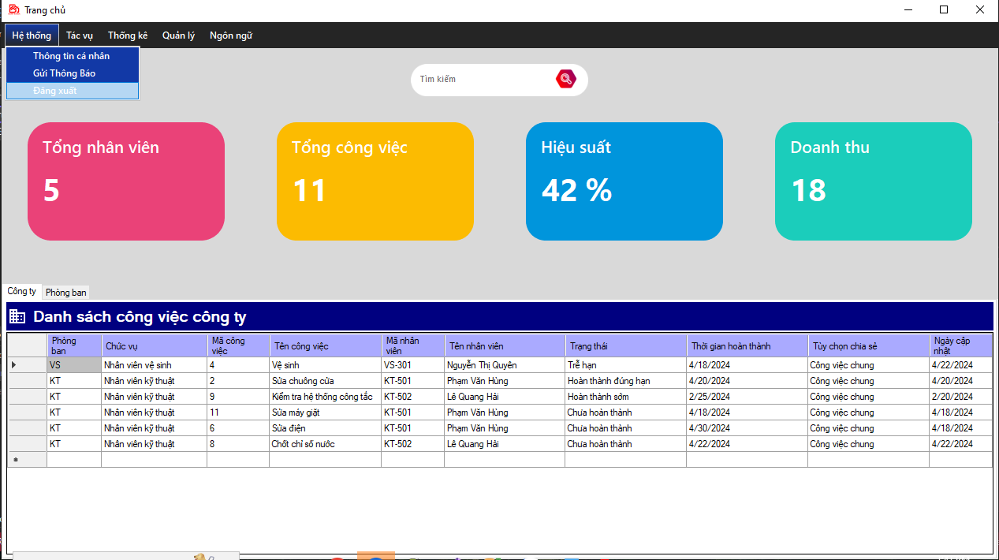 Trang chủ
Hệ thống Tác vụ Thống kê Quản lý Ngôn ngữ
Thông tin cá nhân
Gửi Thông Báo
Đăng xuất
Tìm kiếm
Tổng nhân viên
5
Tổng công việc
11
Hiệu suất
42 %
Doanh thu
18
Công ty Phòng ban
Danh sách công việc công ty
Phòng ban Chức vụ Mã công việc Tên công việc Mã nhân viên Tên nhân viên Trạng thái Thời gian hoàn thành Tùy chọn chia sẻ Ngày cập nhật
VS Nhân viên vệ sinh 4 Vệ sinh VS-301 Nguyễn Thị Quyên Trễ hạn 4/18/2024 Công việc chung 4/22/2024
KT Nhân viên kỹ thuật 2 Sửa chuông cửa KT-501 Phạm Văn Hùng Hoàn thành đúng hạn 4/20/2024 Công việc chung 4/20/2024
KT Nhân viên kỹ thuật 9 Kiểm tra hệ thống công tắc KT-502 Lê Quang Hải Hoàn thành sớm 2/25/2024 Công việc chung 2/20/2024
KT Nhân viên kỹ thuật 11 Sửa máy giặt KT-501 Phạm Văn Hùng Chưa hoàn thành 4/18/2024 Công việc chung 4/18/2024
KT Nhân viên kỹ thuật 6 Sửa điện KT-501 Phạm Văn Hùng Chưa hoàn thành 4/30/2024 Công việc chung 4/18/2024
KT Nhân viên kỹ thuật 8 Chốt chỉ số nước KT-502 Lê Quang Hải Chưa hoàn thành 4/22/2024 Công việc chung 4/22/2024